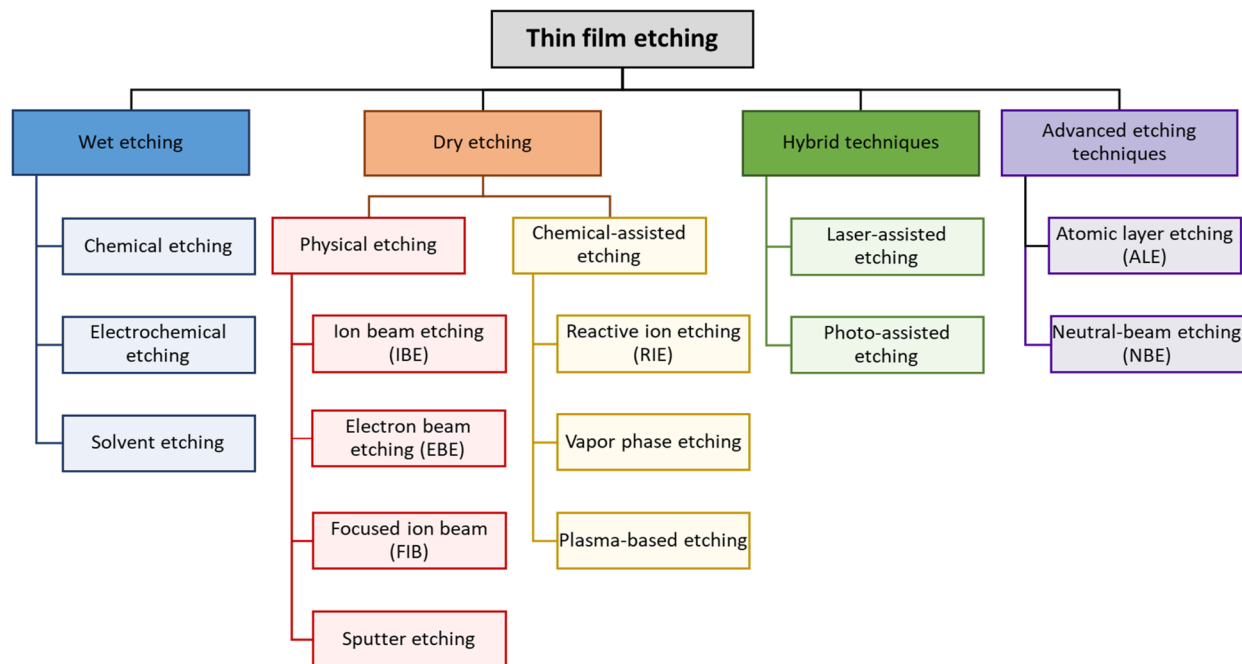 Thin film etching
Wet etching
Dry etching
Hybrid techniques
Advanced etching
techniques
Chemical etching
Electrochemical
etching
Solvent etching
Physical etching
Ion beam etching
(IBE)
Electron beam
etching (EBE)
Focused ion beam
(FIB)
Sputter etching
Chemical-assisted
etching
Reactive ion etching
(RIE)
Vapor phase etching
Plasma-based etching
Laser-assisted
etching
Photo-assisted
etching
Atomic layer etching
(ALE)
Neutral-beam etching
(NBE)